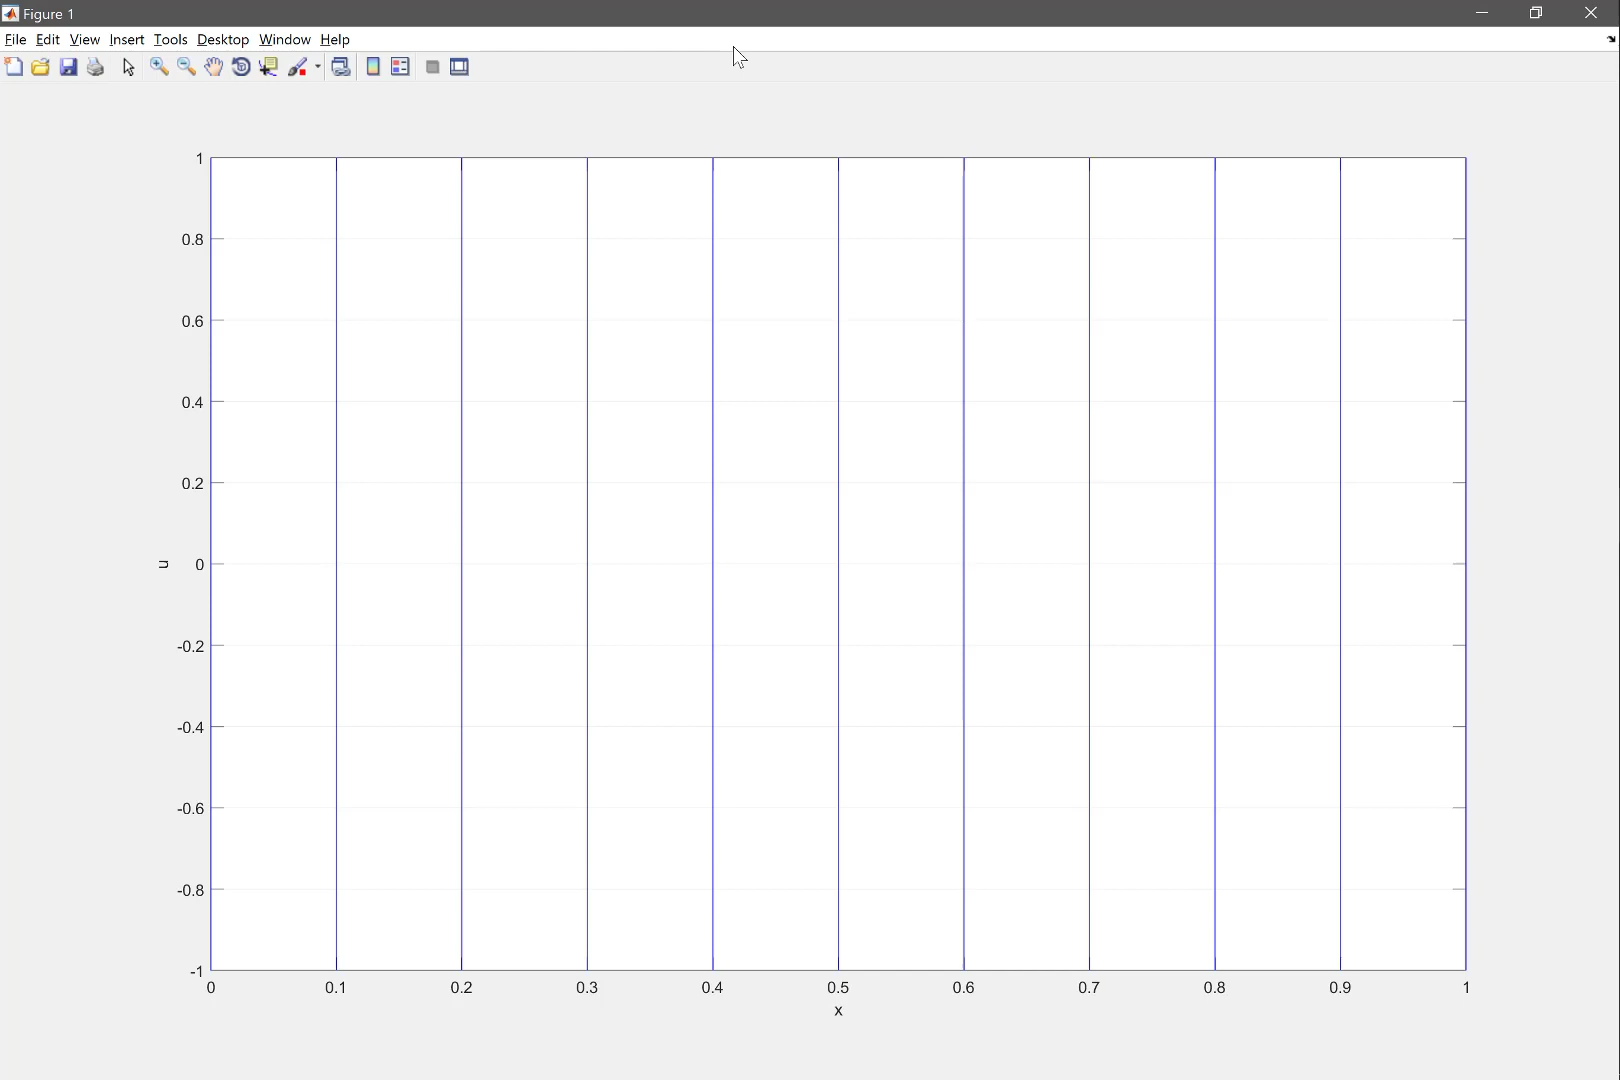 Figure 1
File Edit View Insert Tools Desktop Window Help
1
0.8
0.6
0.4
0.2
0
-0.2
-0.4
-0.6
-0.8
-1
u
0 0.1 0.2 0.3 0.4 0.5 0.6 0.7 0.8 0.9 1
x